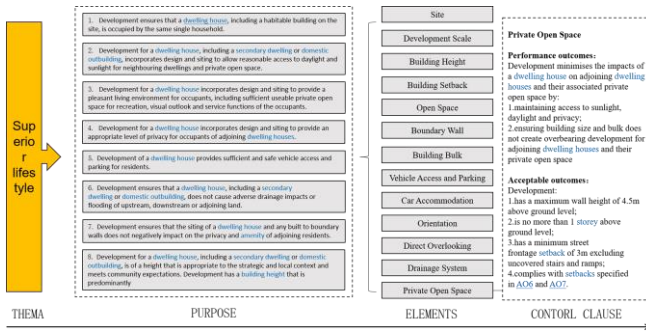 Sup
erio
r
lifes
tyle
1. Development ensures that a dwelling house, including a habitable building on the
site, is occupied by the same single household.
2. Development for a dwelling house, including a secondary dwelling or domestic
outbuilding, incorporates design and siting to allow reasonable access to daylight and
sunlight for neighbouring dwellings and private open space.
3. Development for a dwelling house incorporates design and siting to provide a
pleasant living environment for occupants, including sufficient useable private open
space for recreation, visual outlook and service functions of the occupants.
4. Development for a dwelling house incorporates design and siting to provide an
appropriate level of privacy for occupants of adjoining dwelling houses.
5. Development of a dwelling house provides sufficient and safe vehicle access and
parking for residents.
6. Development ensures that a dwelling house, including a secondary
dwelling or domestic outbuilding, does not cause adverse drainage impacts or
flooding of upstream, downstream or adjoining land.
7. Development ensures that the siting of a dwelling house and any built to boundary
walls does not negatively impact on the privacy and amenity of adjoining residents.
8. Development for a dwelling house, including a secondary dwelling or domestic
outbuilding, is of a height that is appropriate to the strategic and local context and
meets community expectations. Development has a building height that is
predominantly
Site
Development Scale
Building Height
Building Setback
Open Space
Boundary Wall
Building Bulk
Vehicle Access and Parking
Car Accommodation
Orientation
Direct Overlooking
Drainage System
Private Open Space
Private Open Space
Performance outcomes:
Development minimises the impacts of
a dwelling house on adjoining dwelling
houses and their associated private
open space by:
1.maintaining access to sunlight,
daylight and privacy;
2.ensuring building size and bulk does
not create overbearing development for
adjoining dwelling houses and their
private open space
Acceptable outcomes:
Development:
1.has a maximum wall height of 4.5m
above ground level;
2.is no more than 1 storey above
ground level;
3.has a minimum street
frontage setback of 3m excluding
uncovered stairs and ramps;
4.complies with setbacks specified
in AO6 and AO7.
THEMA
PURPOSE
ELEMENTS
CONTORL CLAUSE